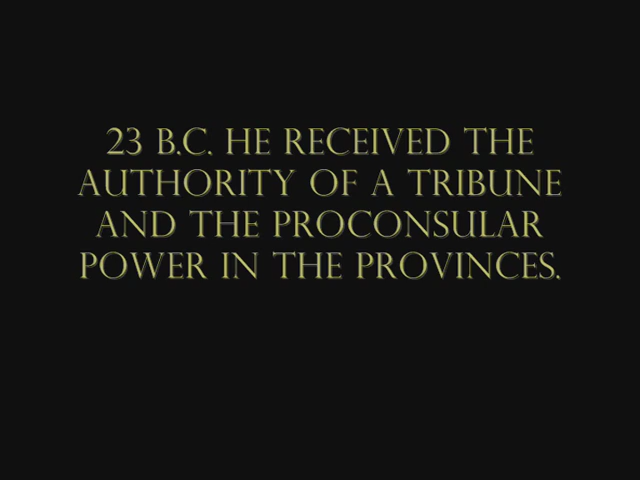 23 B.C. HE RECEIVED THE
AUTHORITY OF A TRIBUNE
AND THE PROCONSULAR
POWER IN THE PROVINCES.